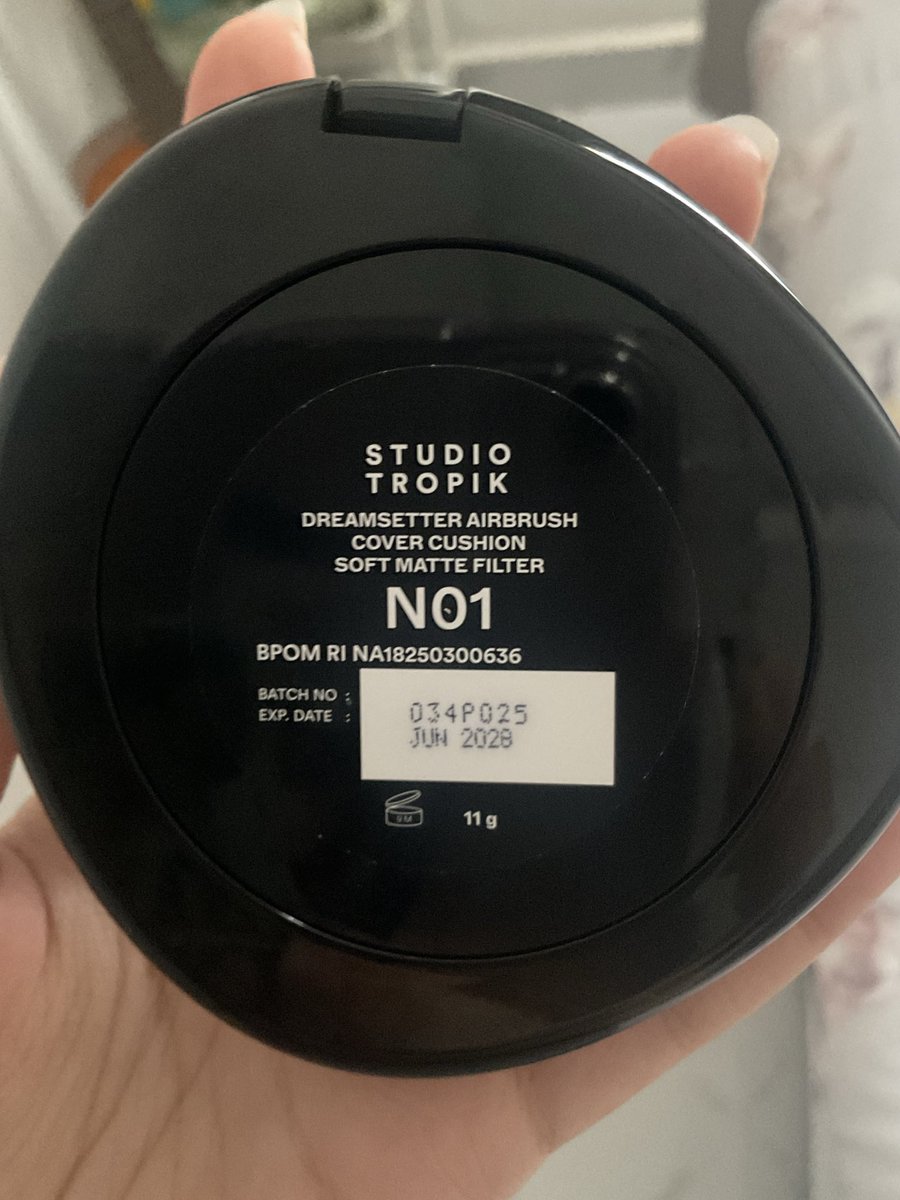 STUDIO
TROPIK
DREAMSETTER AIRBRUSH
COVER CUSHION
SOFT MATTE FILTER
N01
BPOM RI NA18250300636
BATCH NO : 034P025
EXP. DATE : JUN 2028
9M 11 g